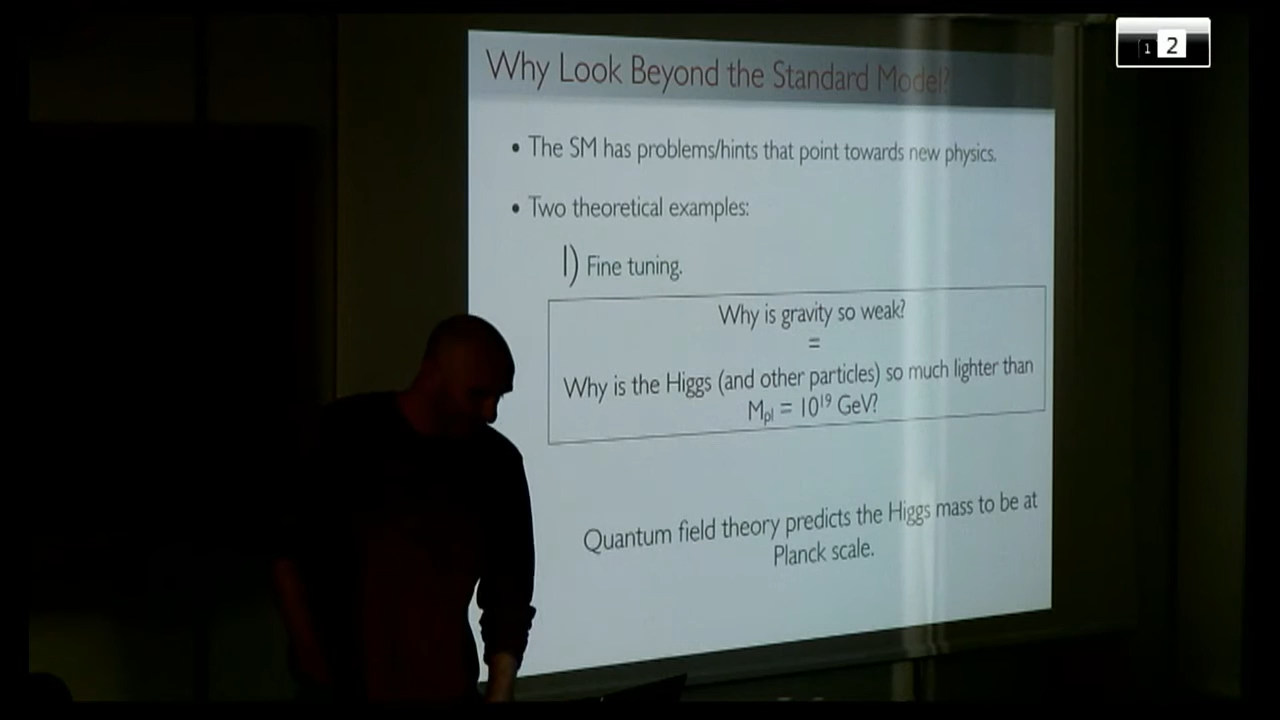 1 2
Why Look Beyond the Standard Model?
• The SM has problems/hints that point towards new physics.
• Two theoretical examples:
1) Fine tuning.
Why is gravity so weak?
=
Why is the Higgs (and other particles) so much lighter than
Mₚₗ = 10¹⁹ GeV?
Quantum field theory predicts the Higgs mass to be at
Planck scale.